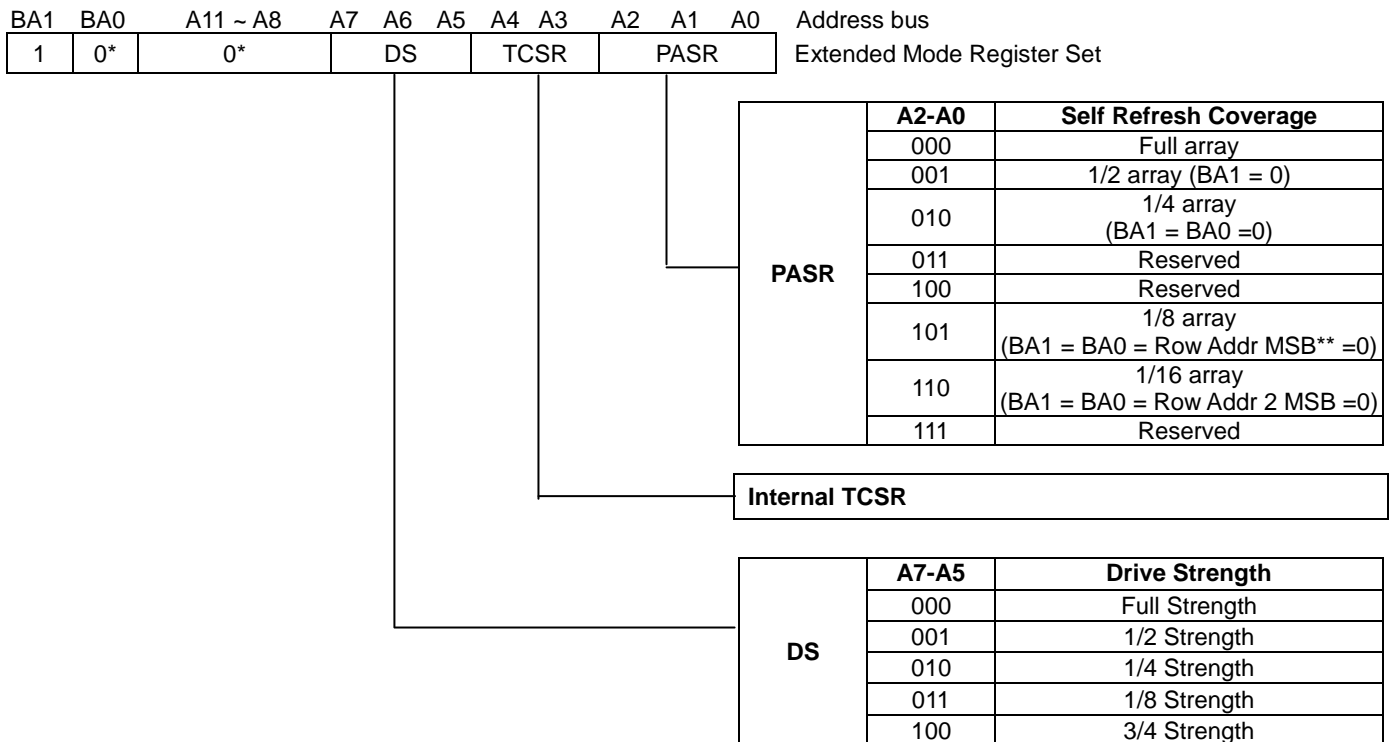 BA1 BA0 A11 ~ A8 A7 A6 A5 A4 A3 A2 A1 A0 Address bus
1 0* 0* DS TCSR PASR Extended Mode Register Set
PASR
A2-A0 Self Refresh Coverage
000 Full array
001 1/2 array (BA1 = 0)
010 1/4 array
(BA1 = BA0 =0)
011 Reserved
100 Reserved
101 1/8 array
(BA1 = BA0 = Row Addr MSB** =0)
110 1/16 array
(BA1 = BA0 = Row Addr 2 MSB =0)
111 Reserved
Internal TCSR
DS
A7-A5 Drive Strength
000 Full Strength
001 1/2 Strength
010 1/4 Strength
011 1/8 Strength
100 3/4 Strength